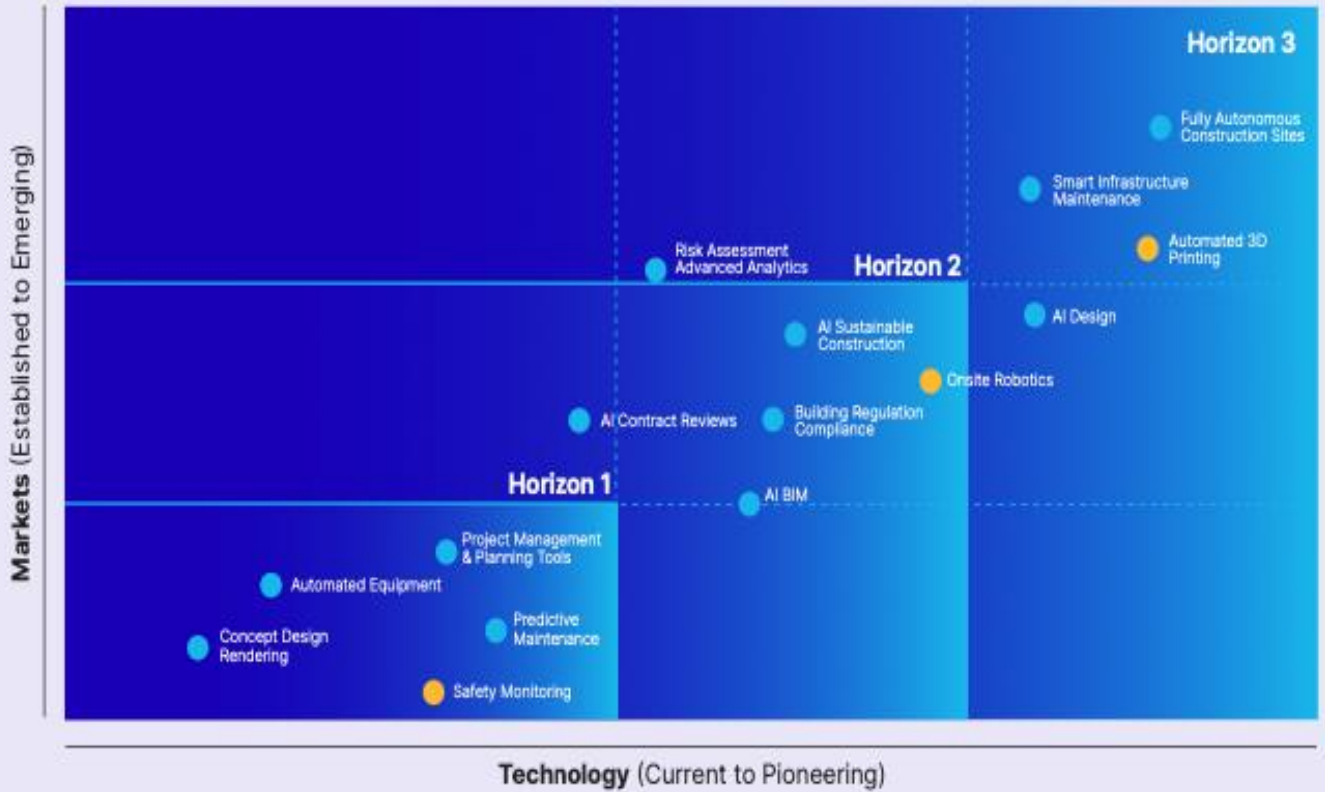 Markets (Established to Emerging)
Horizon 3
Fully Autonomous
Construction Sites
Smart Infrastructure
Maintenance
Automated 3D
Printing
Risk Assessment
Advanced Analytics
Horizon 2
AI Design
AI Sustainable
Construction
Onsite Robotics
AI Contract Reviews
Building Regulation
Compliance
Horizon 1
AI BIM
Project Management
& Planning Tools
Automated Equipment
Predictive
Maintenance
Concept Design
Rendering
Safety Monitoring
Technology (Current to Pioneering)